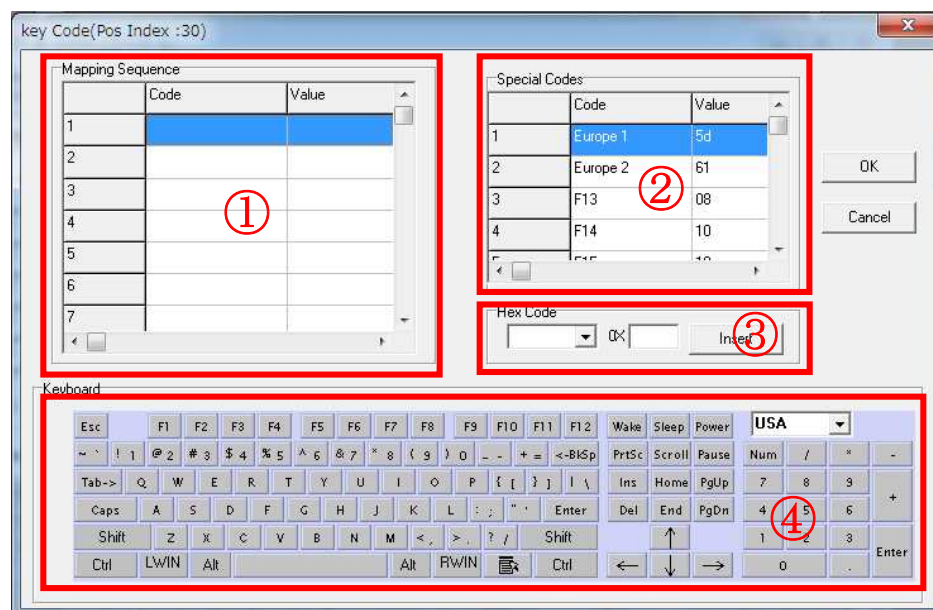 key Code(Pos Index :30)
Mapping Sequence
Code Value
1
2
3
4
5
6
7
①
Special Codes
Code Value
1 Europe 1 5d
2 Europe 2 61
3 F13 08
4 F14 10
②
OK
Cancel
Hex Code
0X Insert
③
Keyboard
Esc F1 F2 F3 F4 F5 F6 F7 F8 F9 F10 F11 F12 Wake Sleep Power USA
~ ` ! 1 @ 2 # 3 $ 4 % 5 ^ 6 & 7 * 8 ( 9 ) 0 _ - + = <-BkSp PrtSc Scroll Pause Num / * -
Tab-> Q W E R T Y U I O P { [ } ] | \ Ins Home PgUp 7 8 9 +
Caps A S D F G H J K L : ; " ' Enter Del End PgDn 4 5 6
Shift Z X C V B N M < , > . ? / Shift ↑ 1 2 3 Enter
Ctrl LWIN Alt Alt RWIN Ctrl ← ↓ → 0 .
④